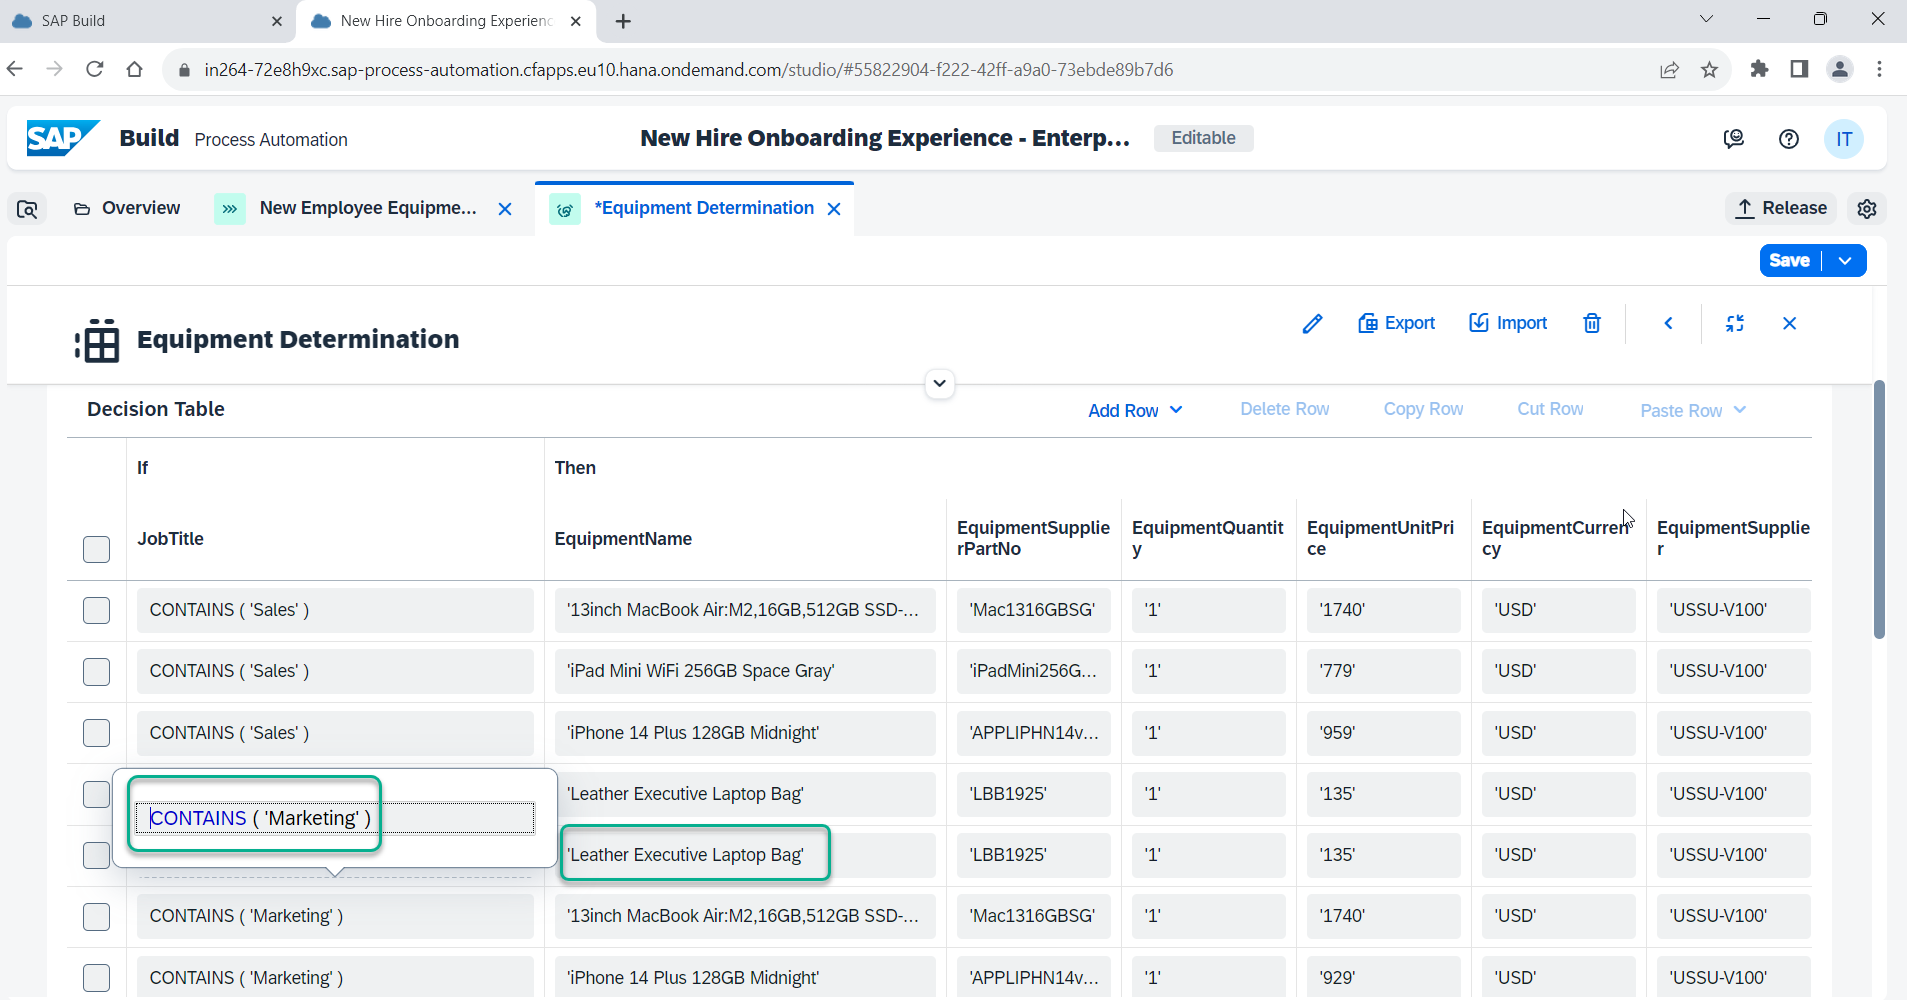 SAP Build
New Hire Onboarding Experienc
in264-72e8h9xc.sap-process-automation.cfapps.eu10.hana.ondemand.com/studio/#55822904-f222-42ff-a9a0-73ebde89b7d6
SAP Build Process Automation
New Hire Onboarding Experience - Enterp... Editable
IT
Overview
New Employee Equipme...
*Equipment Determination
Release
Save
Equipment Determination
Export
Import
Decision Table
Add Row
Delete Row
Copy Row
Cut Row
Paste Row
If
Then
JobTitle
EquipmentName
EquipmentSupplie
rPartNo
EquipmentQuantit
y
EquipmentUnitPri
ce
EquipmentCurren
cy
EquipmentSupplie
r
CONTAINS ( 'Sales' ) '13inch MacBook Air:M2,16GB,512GB SSD-... 'Mac1316GBSG' '1' '1740' 'USD' 'USSU-V100'
CONTAINS ( 'Sales' ) 'iPad Mini WiFi 256GB Space Gray' 'iPadMini256G... '1' '779' 'USD' 'USSU-V100'
CONTAINS ( 'Sales' ) 'iPhone 14 Plus 128GB Midnight' 'APPLIPHN14v... '1' '959' 'USD' 'USSU-V100'
'Leather Executive Laptop Bag' 'LBB1925' '1' '135' 'USD' 'USSU-V100'
CONTAINS ( 'Marketing' )
'Leather Executive Laptop Bag' 'LBB1925' '1' '135' 'USD' 'USSU-V100'
CONTAINS ( 'Marketing' ) '13inch MacBook Air:M2,16GB,512GB SSD-... 'Mac1316GBSG' '1' '1740' 'USD' 'USSU-V100'
CONTAINS ( 'Marketing' ) 'iPhone 14 Plus 128GB Midnight' 'APPLIPHN14v... '1' '929' 'USD' 'USSU-V100'